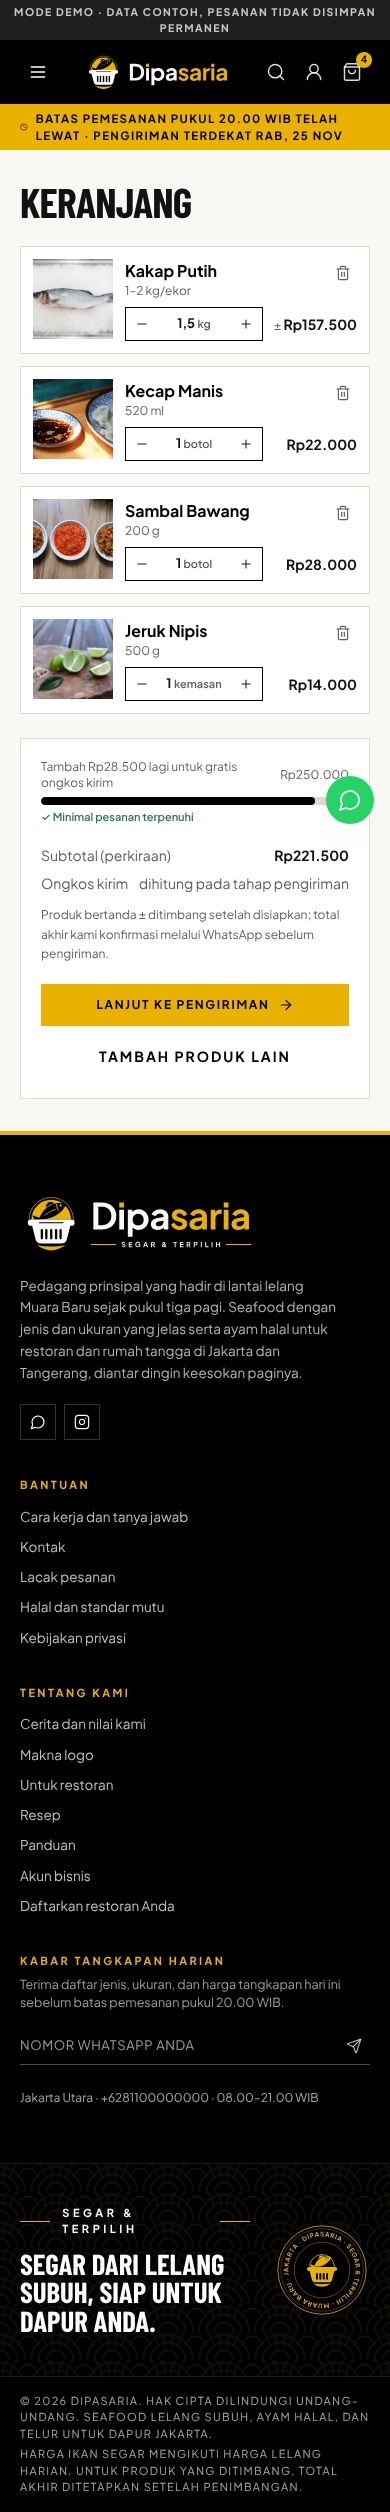 MODE DEMO · DATA CONTOH, PESANAN TIDAK DISIMPAN
PERMANEN
Dipasaria
4
BATAS PEMESANAN PUKUL 20.00 WIB TELAH
LEWAT · PENGIRIMAN TERDEKAT RAB, 25 NOV
KERANJANG
Kakap Putih
1–2 kg/ekor
− 1,5 kg + ± Rp157.500
Kecap Manis
520 ml
− 1 botol + Rp22.000
Sambal Bawang
200 g
− 1 botol + Rp28.000
Jeruk Nipis
500 g
− 1 kemasan + Rp14.000
Tambah Rp28.500 lagi untuk gratis
ongkos kirim
Rp250.000
✓ Minimal pesanan terpenuhi
Subtotal (perkiraan) Rp221.500
Ongkos kirim dihitung pada tahap pengiriman
Produk bertanda ± ditimbang setelah disiapkan; total
akhir kami konfirmasi melalui WhatsApp sebelum
pengiriman.
LANJUT KE PENGIRIMAN →
TAMBAH PRODUK LAIN
Dipasaria
SEGAR & TERPILIH
Pedagang prinsipal yang hadir di lantai lelang
Muara Baru sejak pukul tiga pagi. Seafood dengan
jenis dan ukuran yang jelas serta ayam halal untuk
restoran dan rumah tangga di Jakarta dan
Tangerang, diantar dingin keesokan paginya.
BANTUAN
Cara kerja dan tanya jawab
Kontak
Lacak pesanan
Halal dan standar mutu
Kebijakan privasi
TENTANG KAMI
Cerita dan nilai kami
Makna logo
Untuk restoran
Resep
Panduan
Akun bisnis
Daftarkan restoran Anda
KABAR TANGKAPAN HARIAN
Terima daftar jenis, ukuran, dan harga tangkapan hari ini
sebelum batas pemesanan pukul 20.00 WIB.
NOMOR WHATSAPP ANDA
Jakarta Utara · +6281100000000 · 08.00–21.00 WIB
SEGAR &
TERPILIH
SEGAR DARI LELANG
SUBUH, SIAP UNTUK
DAPUR ANDA.
DIPASARIA · SEGAR & TERPILIH · MUARA BARU · JAKARTA ·
© 2026 DIPASARIA. HAK CIPTA DILINDUNGI UNDANG-
UNDANG. SEAFOOD LELANG SUBUH, AYAM HALAL, DAN
TELUR UNTUK DAPUR JAKARTA.
HARGA IKAN SEGAR MENGIKUTI HARGA LELANG
HARIAN. UNTUK PRODUK YANG DITIMBANG, TOTAL
AKHIR DITETAPKAN SETELAH PENIMBANGAN.